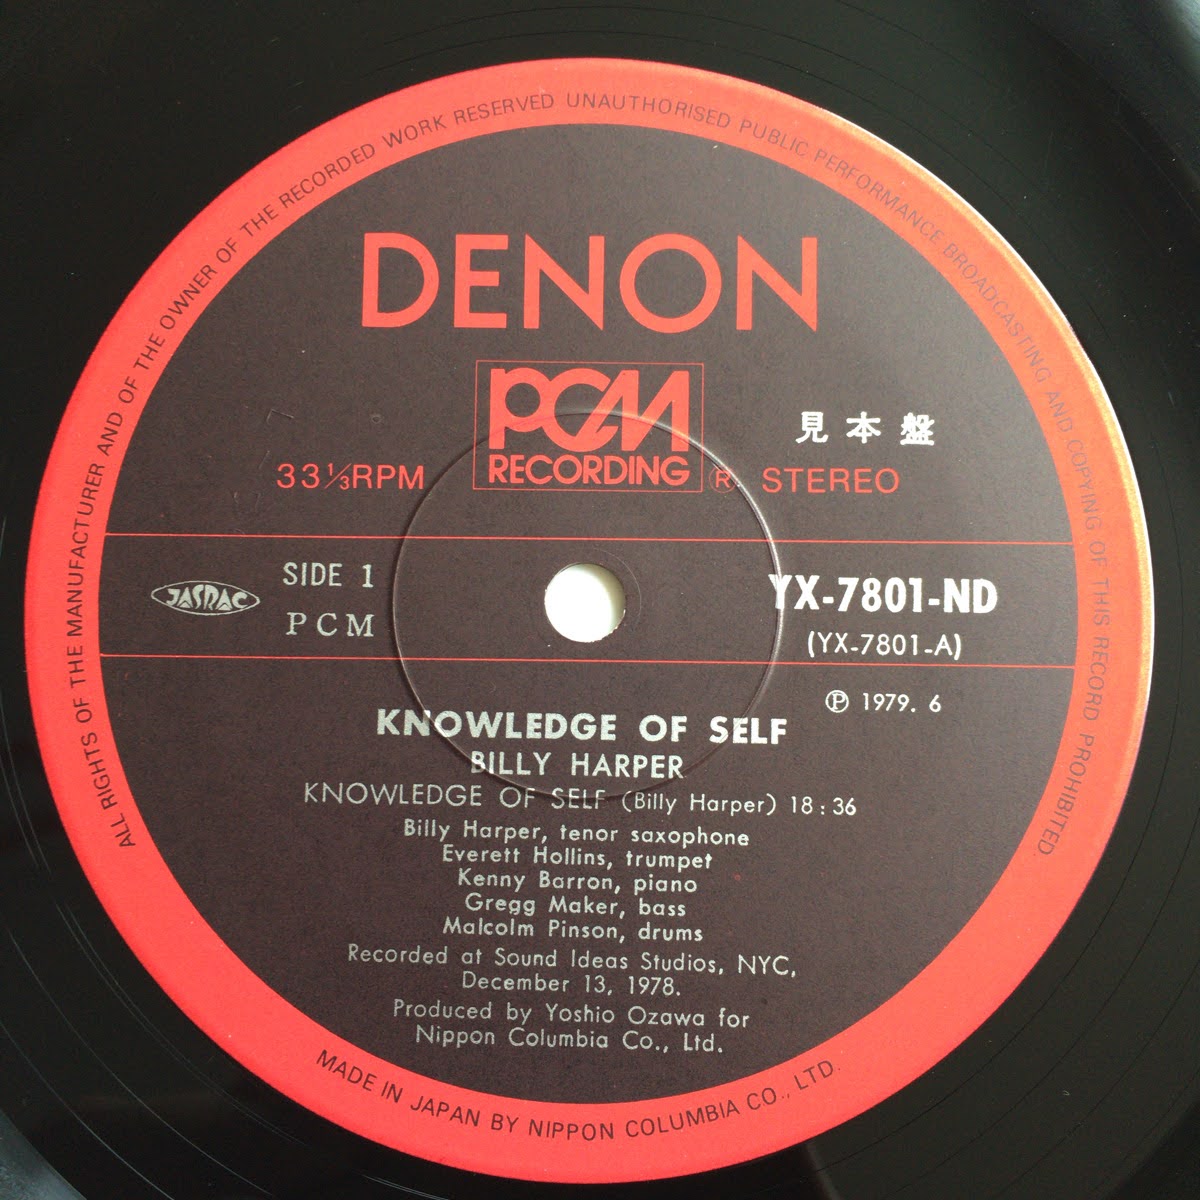 ALL RIGHTS OF THE MANUFACTURER AND OF THE OWNER OF THE RECORDED WORK RESERVED UNAUTHORISED PUBLIC PERFORMANCE BROADCASTING AND COPYING OF THIS RECORD PROHIBITED
DENON
PCM
RECORDING
見本盤
33⅓RPM Ⓡ STEREO
JASRAC SIDE 1 YX-7801-ND
PCM (YX-7801-A)
Ⓟ 1979. 6
KNOWLEDGE OF SELF
BILLY HARPER
KNOWLEDGE OF SELF (Billy Harper) 18:36
Billy Harper, tenor saxophone
Everett Hollins, trumpet
Kenny Barron, piano
Gregg Maker, bass
Malcolm Pinson, drums
Recorded at Sound Ideas Studios, NYC,
December 13, 1978.
Produced by Yoshio Ozawa for
Nippon Columbia Co., Ltd.
MADE IN JAPAN BY NIPPON COLUMBIA CO., LTD.